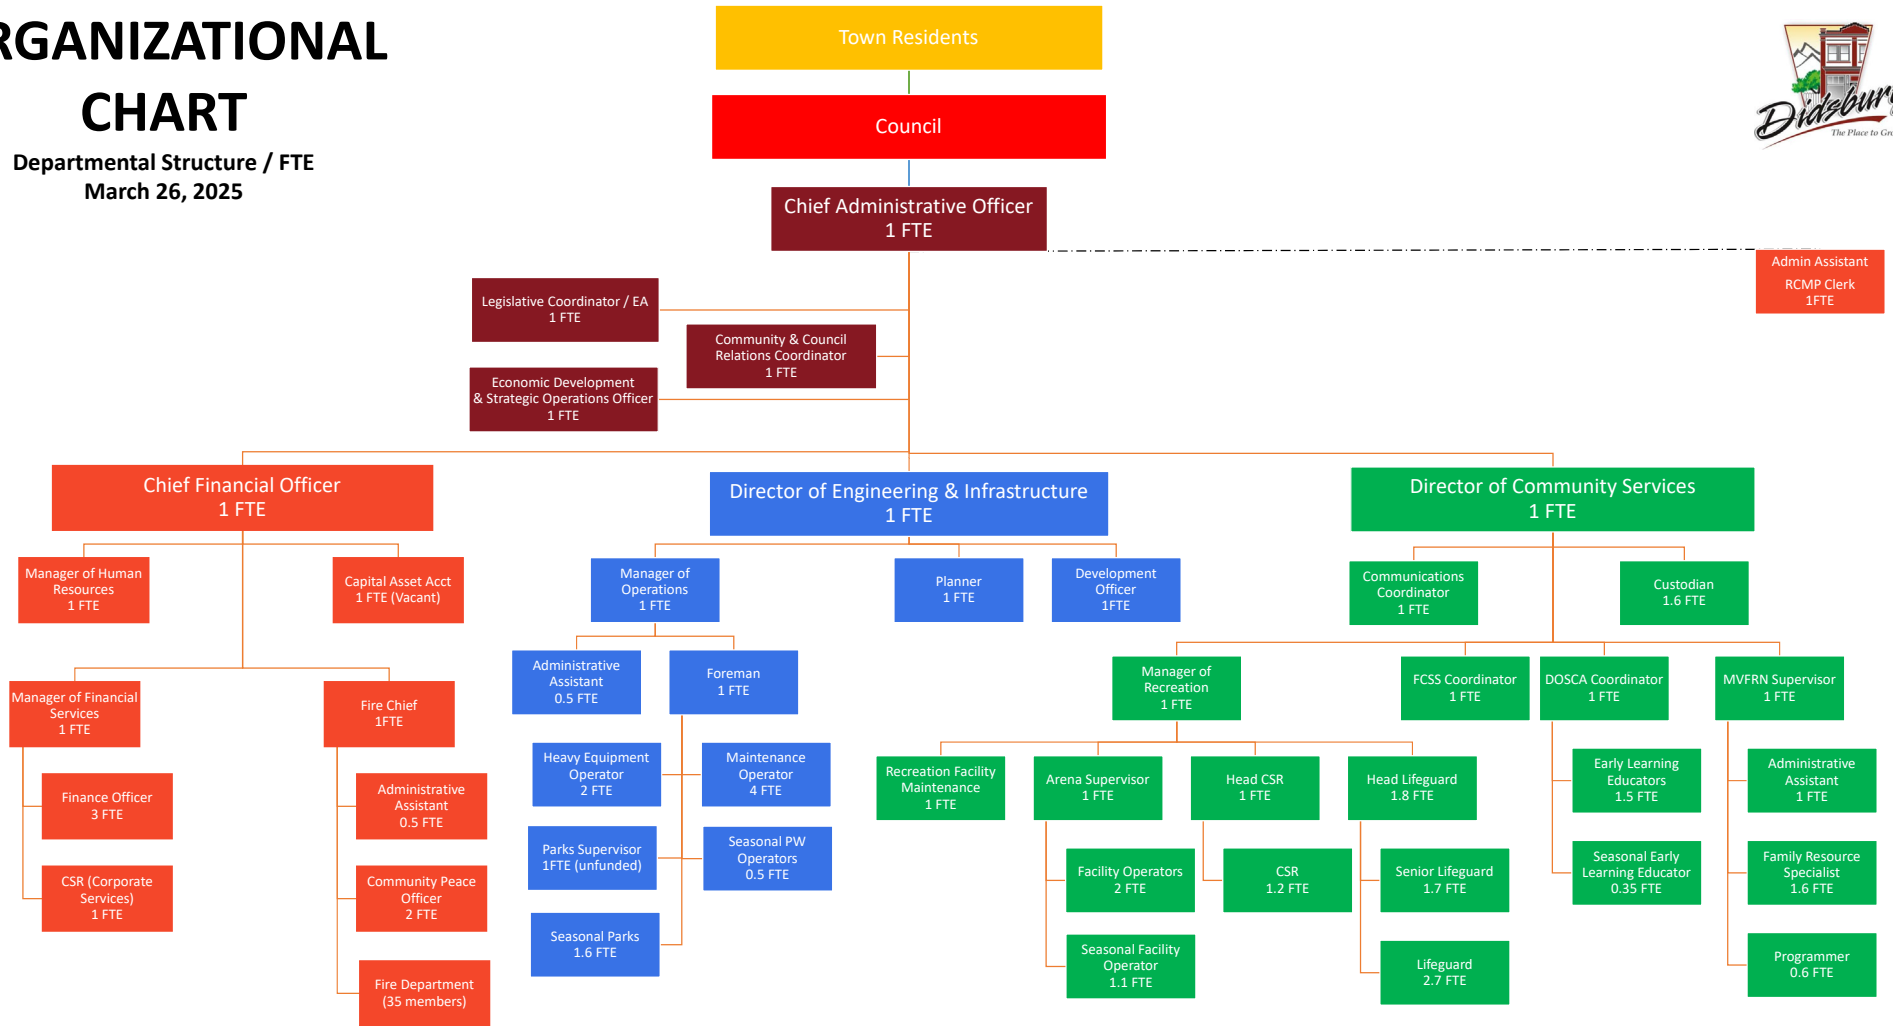 RGANIZATIONAL
CHART
Departmental Structure / FTE
March 26, 2025
Town Residents
Council
Chief Administrative Officer
1 FTE
Didsbury
The Place to Gro
Admin Assistant
RCMP Clerk
1FTE
Legislative Coordinator / EA
1 FTE
Community & Council
Relations Coordinator
1 FTE
Economic Development
& Strategic Operations Officer
1 FTE
Chief Financial Officer
1 FTE
Director of Engineering & Infrastructure
1 FTE
Director of Community Services
1 FTE
Manager of Human
Resources
1 FTE
Capital Asset Acct
1 FTE (Vacant)
Manager of
Operations
1 FTE
Planner
1 FTE
Development
Officer
1FTE
Communications
Coordinator
1 FTE
Custodian
1.6 FTE
Manager of Financial
Services
1 FTE
Fire Chief
1FTE
Administrative
Assistant
0.5 FTE
Foreman
1 FTE
Manager of
Recreation
1 FTE
FCSS Coordinator
1 FTE
DOSCA Coordinator
1 FTE
MVFRN Supervisor
1 FTE
Finance Officer
3 FTE
Administrative
Assistant
0.5 FTE
Heavy Equipment
Operator
2 FTE
Maintenance
Operator
4 FTE
Recreation Facility
Maintenance
1 FTE
Arena Supervisor
1 FTE
Head CSR
1 FTE
Head Lifeguard
1.8 FTE
Early Learning
Educators
1.5 FTE
Administrative
Assistant
1 FTE
CSR (Corporate
Services)
1 FTE
Community Peace
Officer
2 FTE
Parks Supervisor
1FTE (unfunded)
Seasonal PW
Operators
0.5 FTE
Facility Operators
2 FTE
CSR
1.2 FTE
Senior Lifeguard
1.7 FTE
Seasonal Early
Learning Educator
0.35 FTE
Family Resource
Specialist
1.6 FTE
Fire Department
(35 members)
Seasonal Parks
1.6 FTE
Seasonal Facility
Operator
1.1 FTE
Lifeguard
2.7 FTE
Programmer
0.6 FTE